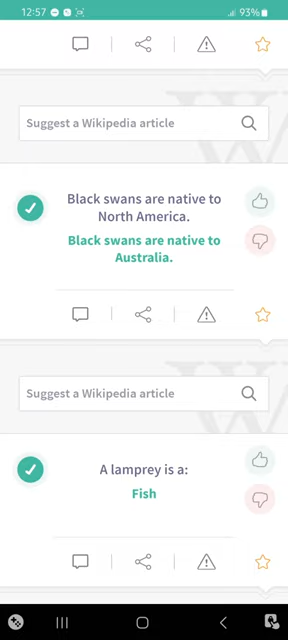 12:57
93%
Suggest a Wikipedia article
Black swans are native to
North America.
Black swans are native to
Australia.
Suggest a Wikipedia article
A lamprey is a:
Fish